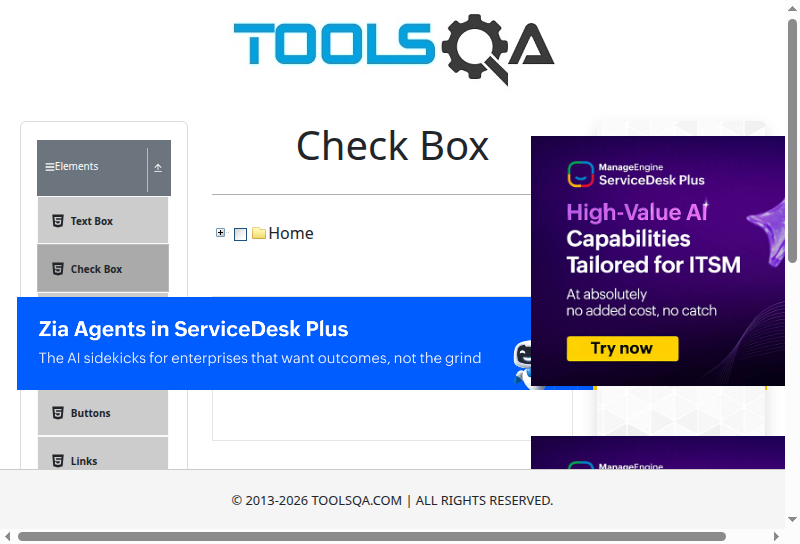 TOOLSQA
Elements
Text Box
Check Box
Buttons
Links
Check Box
Home
Zia Agents in ServiceDesk Plus
The AI sidekicks for enterprises that want outcomes, not the grind
ManageEngine
ServiceDesk Plus
High-Value AI
Capabilities
Tailored for ITSM
At absolutely
no added cost, no catch
Try now
ManageEngine
© 2013-2026 TOOLSQA.COM | ALL RIGHTS RESERVED.